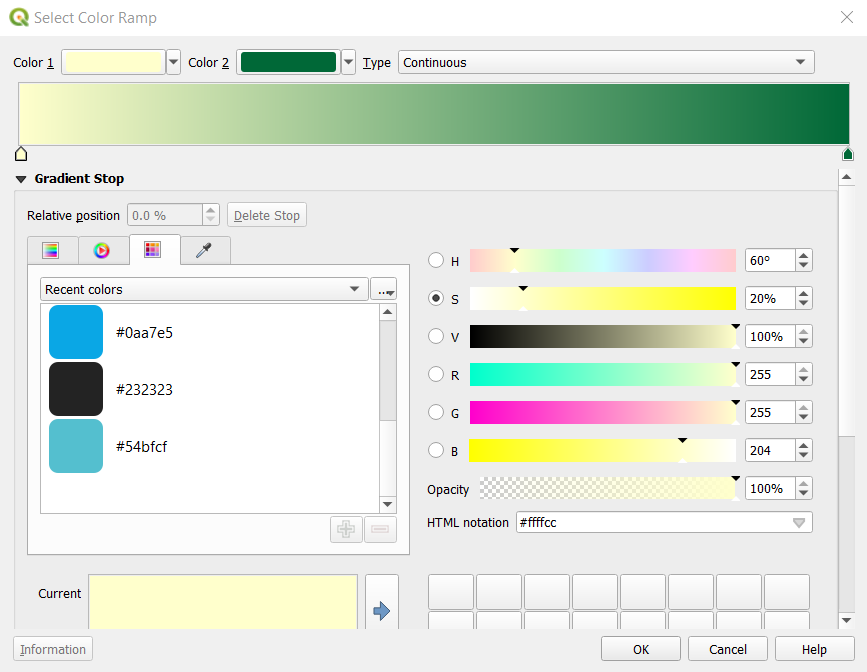 Select Color Ramp
Color 1 Color 2 Type Continuous
Gradient Stop
Relative position 0.0 % Delete Stop
Recent colors ...
#0aa7e5
#232323
#54bfcf
H 60°
S 20%
V 100%
R 255
G 255
B 204
Opacity 100%
HTML notation #ffffcc
Current
Information OK Cancel Help